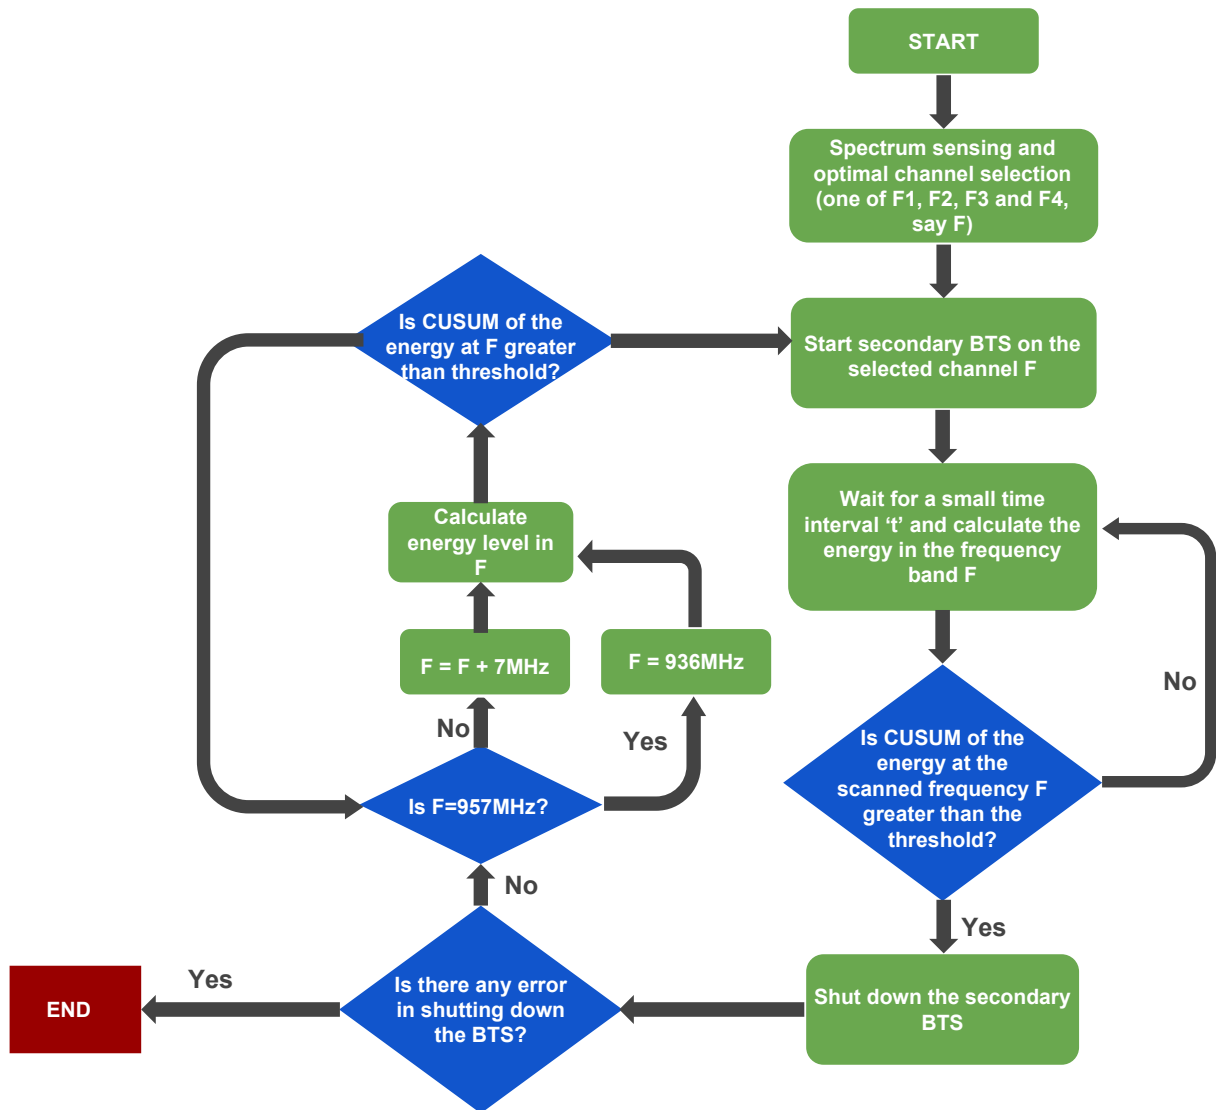 START
Spectrum sensing and
optimal channel selection
(one of F1, F2, F3 and F4,
say F)
Start secondary BTS on the
selected channel F
Wait for a small time
interval ‘t’ and calculate the
energy in the frequency
band F
Is CUSUM of the
energy at the
scanned frequency F
greater than the
threshold?
No
Yes
Shut down the secondary
BTS
Is there any error
in shutting down
the BTS?
Yes
END
No
Is F=957MHz?
No
Yes
F = F + 7MHz
F = 936MHz
Calculate
energy level in
F
Is CUSUM of the
energy at F greater
than threshold?